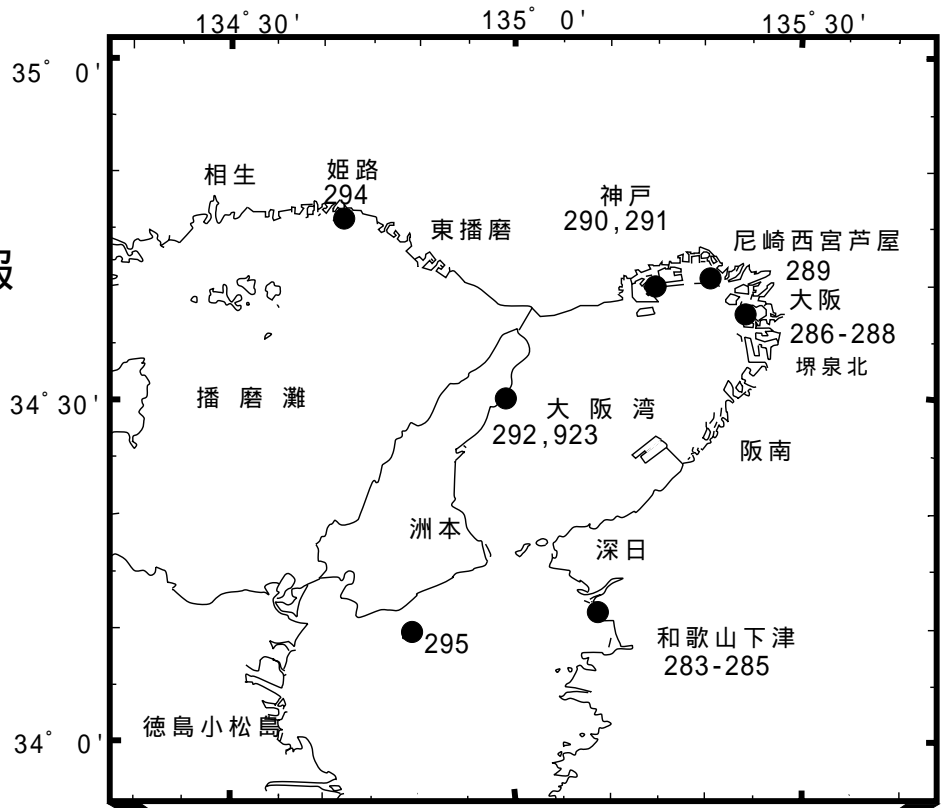 134° 30'
135° 0'
135° 30'
35° 0'
相生
姫路
294
神戸
290,291
東播磨
尼崎西宮芦屋
289
報
大阪
286-288
堺泉北
34° 30'
播磨灘
大阪湾
292,923
阪南
洲本
深日
和歌山下津
283-285
295
徳島小松島
34° 0'